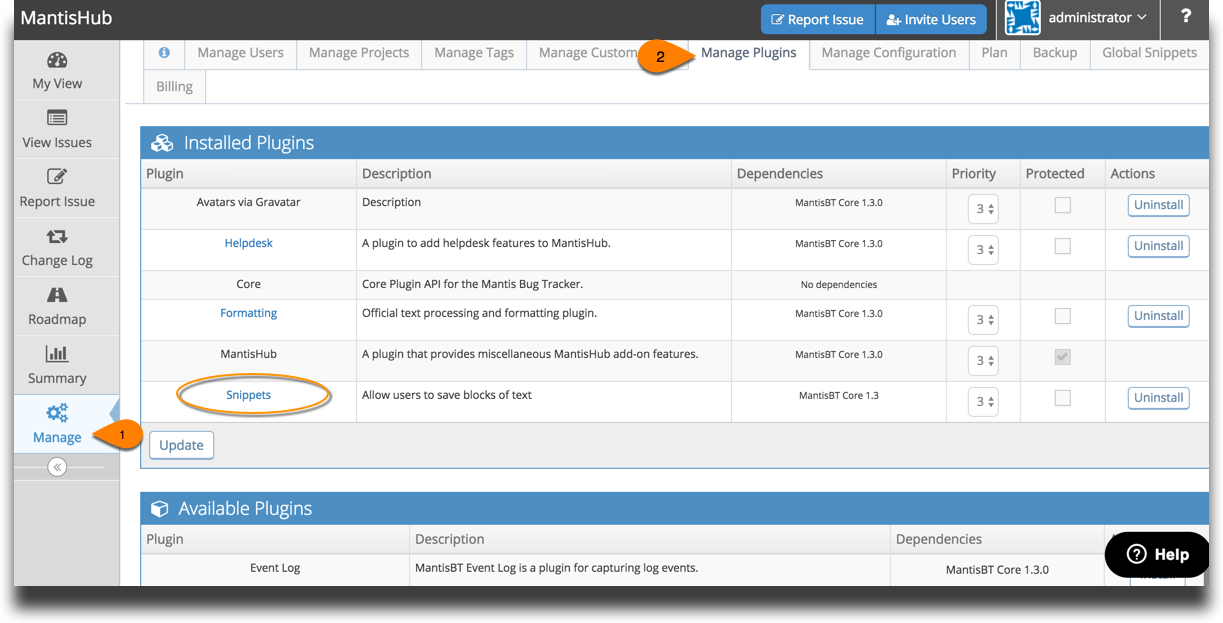 MantisHub
Report Issue
Invite Users
administrator
?
My View
View Issues
Report Issue
Change Log
Roadmap
Summary
Manage
1
Manage Users
Manage Projects
Manage Tags
Manage Custom
2
Manage Plugins
Manage Configuration
Plan
Backup
Global Snippets
Billing
Installed Plugins
Plugin Description Dependencies Priority Protected Actions
Avatars via Gravatar Description MantisBT Core 1.3.0 3 Uninstall
Helpdesk A plugin to add helpdesk features to MantisHub. MantisBT Core 1.3.0 3 Uninstall
Core Core Plugin API for the Mantis Bug Tracker. No dependencies
Formatting Official text processing and formatting plugin. MantisBT Core 1.3.0 3 Uninstall
MantisHub A plugin that provides miscellaneous MantisHub add-on features. MantisBT Core 1.3.0 3
Snippets Allow users to save blocks of text MantisBT Core 1.3 3 Uninstall
Update
Available Plugins
Plugin Description Dependencies
Event Log MantisBT Event Log is a plugin for capturing log events. MantisBT Core 1.3.0
Help